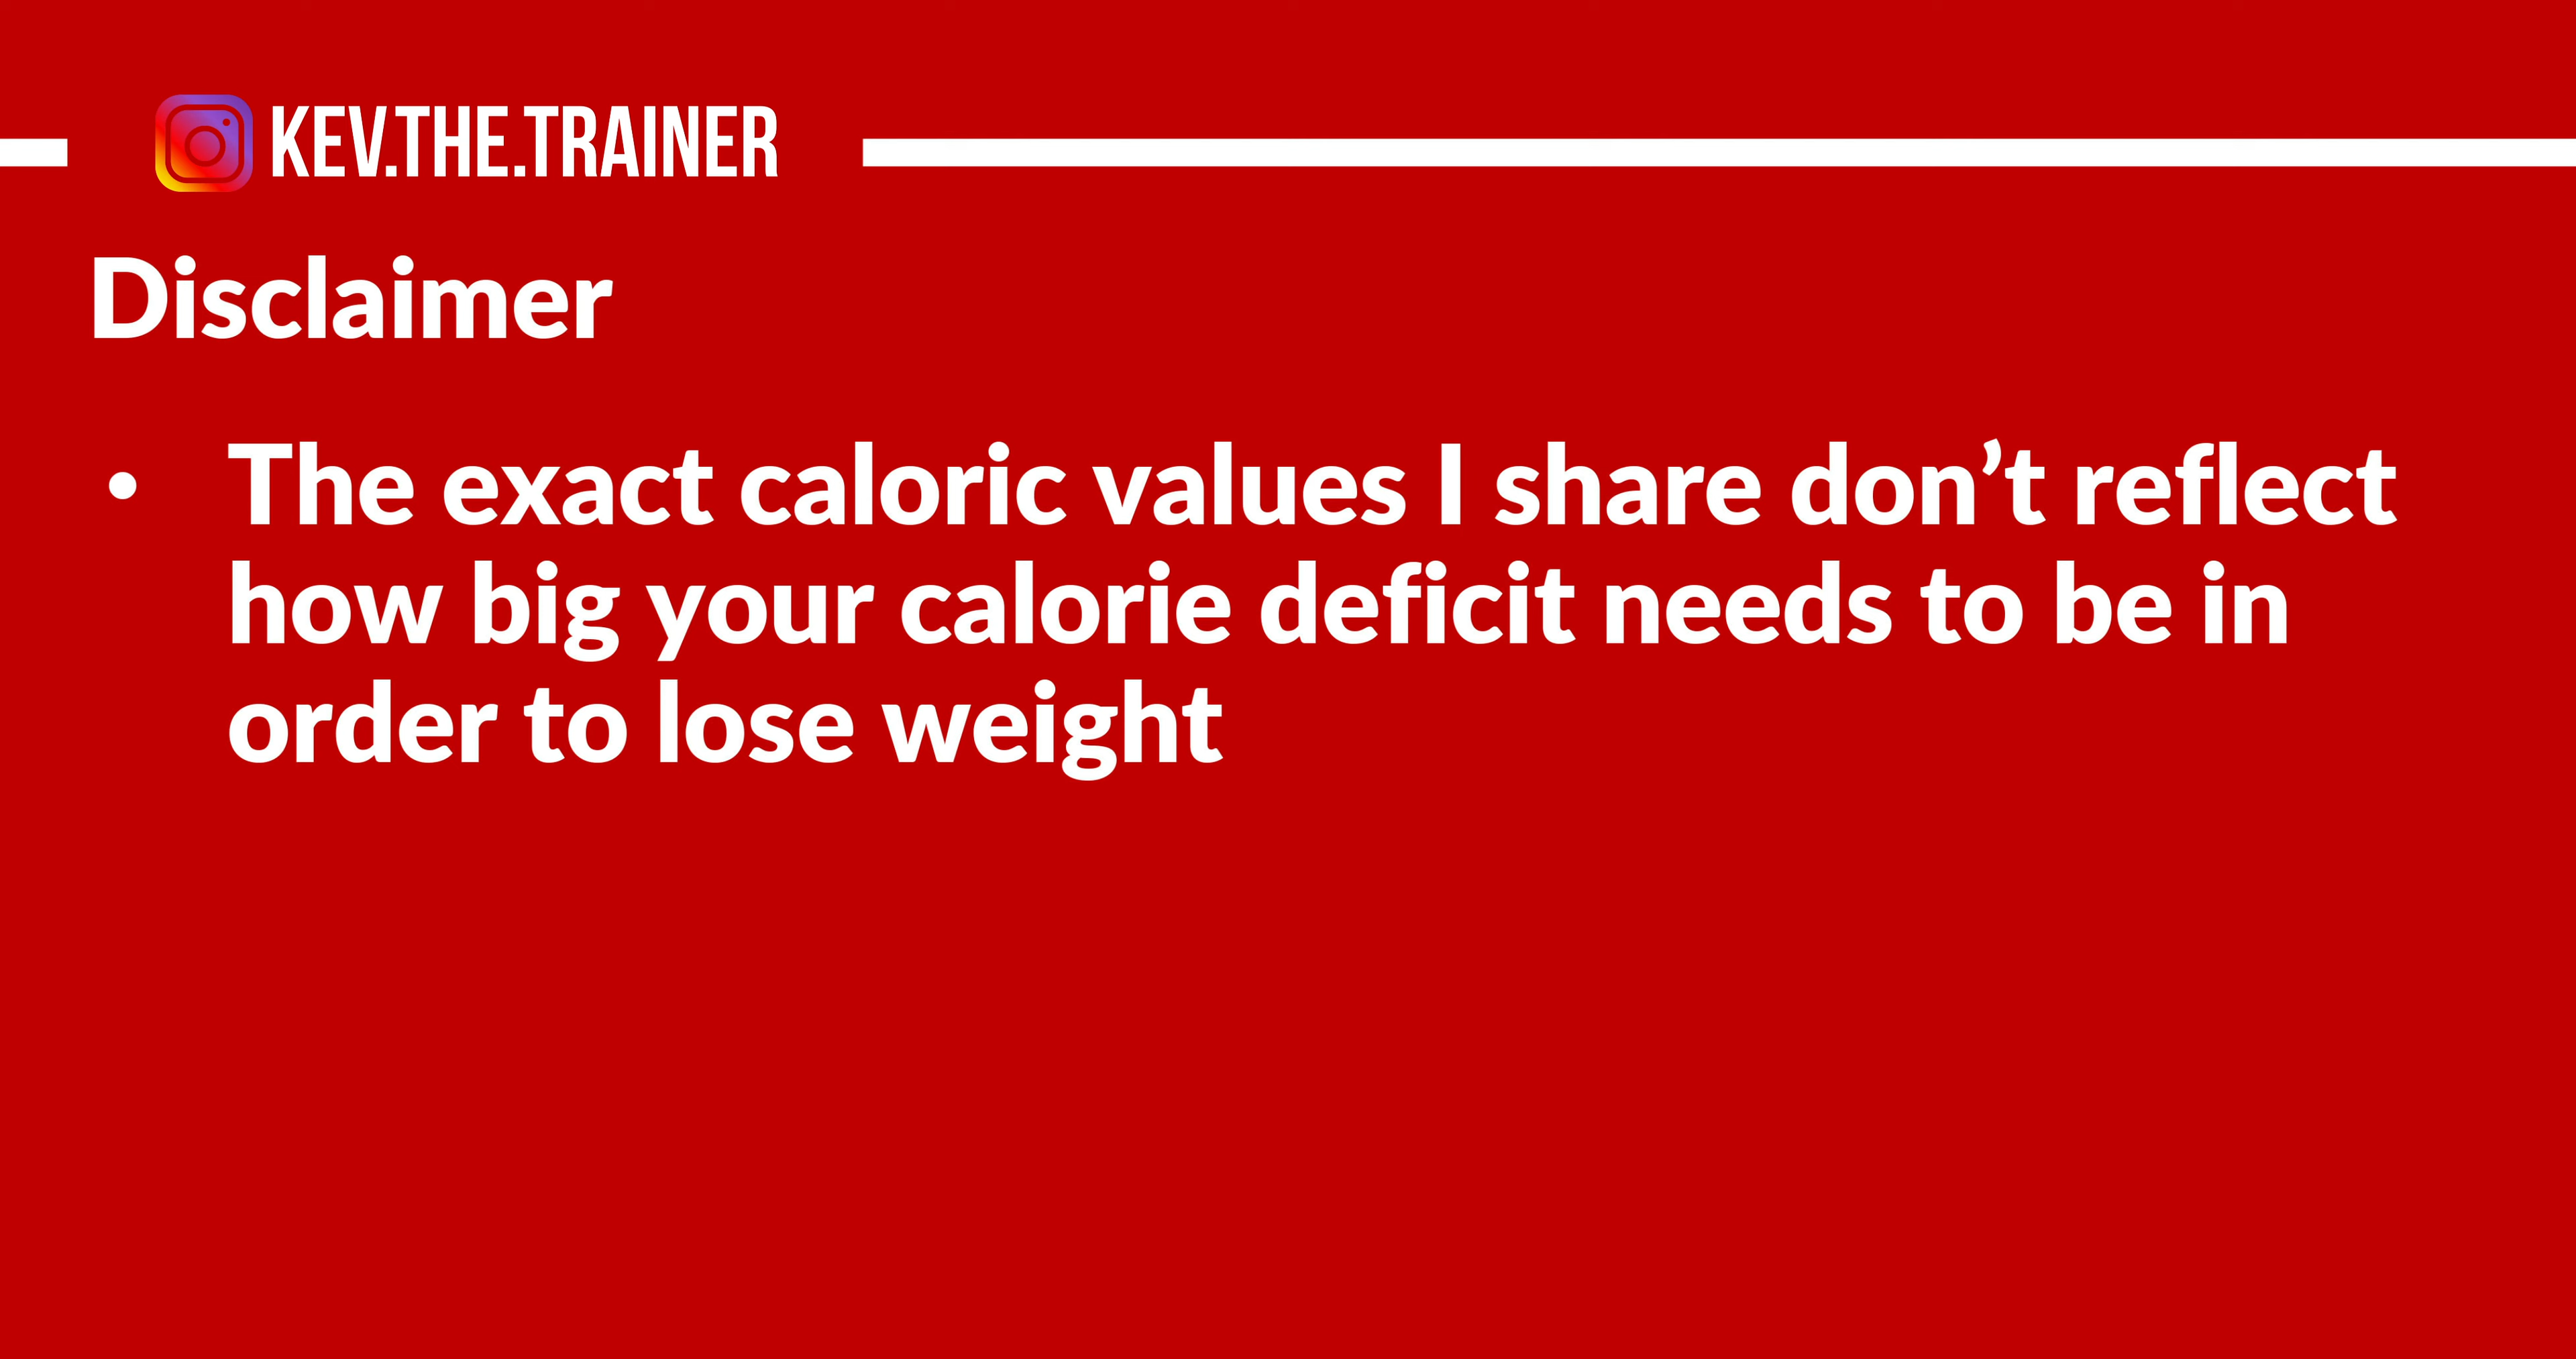 KEV.THE.TRAINER
Disclaimer
• The exact caloric values I share don’t reflect
how big your calorie deficit needs to be in
order to lose weight